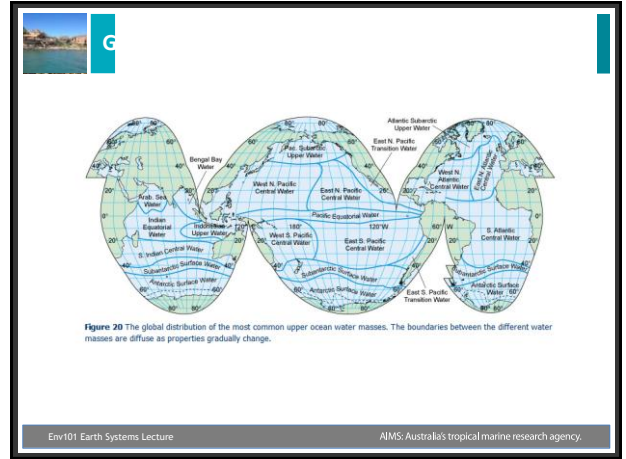 G
Atlantic Subarctic
Upper Water
East N. Pacific
Transition Water
Bengal Bay
Water
Pac. Subarctic
Upper Water
Arab. Sea
Water
West N. Pacific
Central Water
East N. Pacific
Central Water
West N.
Atlantic
Central Water
East N. Atlantic
Central Water
Indian
Equatorial
Water
Indonesian
Upper Water
Pacific Equatorial Water
180°
120°W
60°
W
West S. Pacific
Central Water
East S. Pacific
Central Water
S. Atlantic
Central Water
S. Indian Central Water
Subantarctic Surface Water
Antarctic Surface Water
Subantarctic Surface Water
Antarctic Surface Water
Subantarctic Surface Water
Antarctic Surface
Water
East S. Pacific
Transition Water
Figure 20 The global distribution of the most common upper ocean water masses. The boundaries between the different water
masses are diffuse as properties gradually change.
Env101 Earth Systems Lecture
AIMS: Australia's tropical marine research agency.